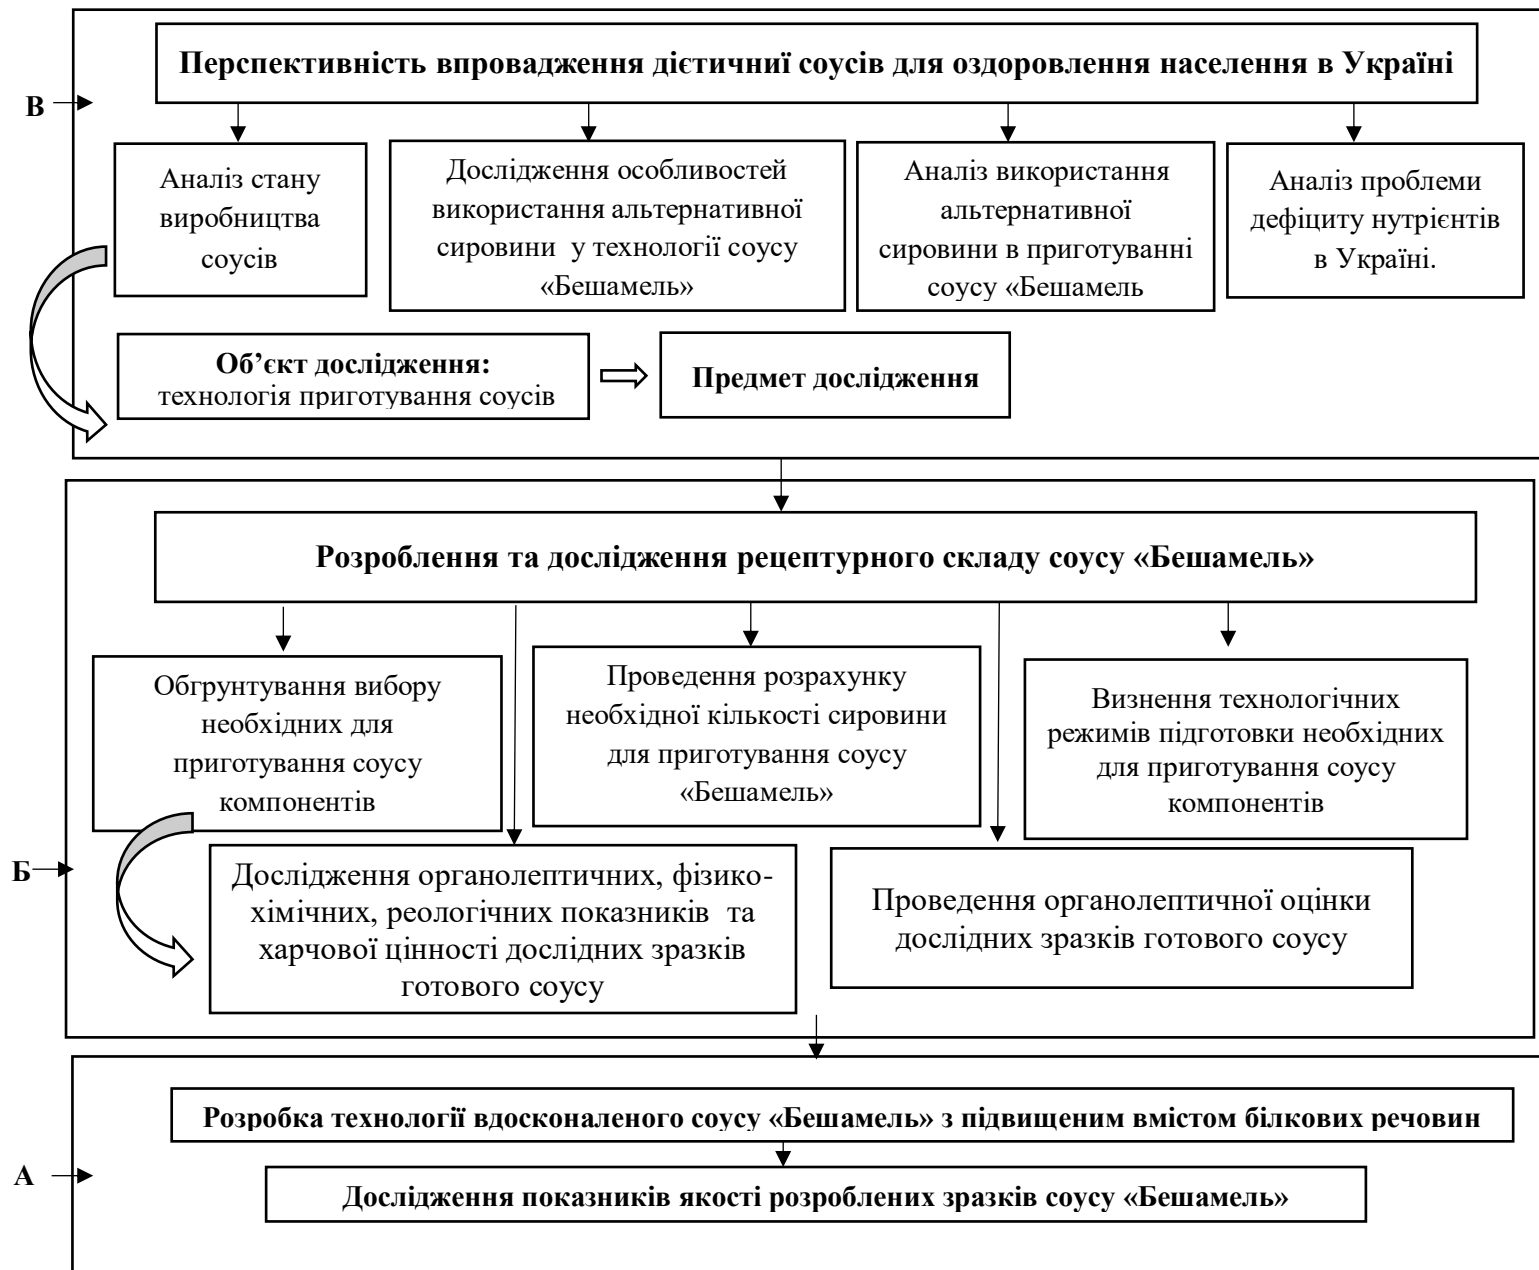 Перспективність впровадження дієтичниї соусів для оздоровлення населення в Україні
В
Аналіз стану
виробництва
соусів
Дослідження особливостей
використання альтернативної
сировини у технології соусу
«Бешамель»
Аналіз використання
альтернативної
сировини в приготуванні
соусу «Бешамель
Аналіз проблеми
дефіциту нутрієнтів
в Україні.
Об’єкт дослідження:
технологія приготування соусів
Предмет дослідження
Розроблення та дослідження рецептурного складу соусу «Бешамель»
Обгрунтування вибору
необхідних для
приготування соусу
компонентів
Проведення розрахунку
необхідної кількості сировини
для приготування соусу
«Бешамель»
Визнення технологічних
режимів підготовки необхідних
для приготування соусу
компонентів
Б
Дослідження органолептичних, фізико-
хімічних, реологічних показників та
харчової цінності дослідних зразків
готового соусу
Проведення органолептичної оцінки
дослідних зразків готового соусу
Розробка технології вдосконаленого соусу «Бешамель» з підвищеним вмістом білкових речовин
А
Дослідження показників якості розроблених зразків соусу «Бешамель»